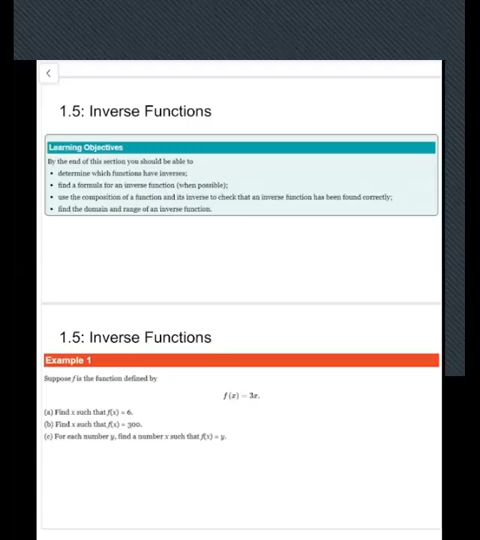 1.5: Inverse Functions
Learning Objectives
By the end of this section you should be able to
• determine which functions have inverses;
• find a formula for an inverse function (when possible);
• use the composition of a function and its inverse to check that an inverse function has been found correctly;
• find the domain and range of an inverse function.
1.5: Inverse Functions
Example 1
Suppose f is the function defined by
f (x) = 3x.
(a) Find x such that f(x) = 6.
(b) Find x such that f(x) = 300.
(c) For each number y, find a number x such that f(x) = y.